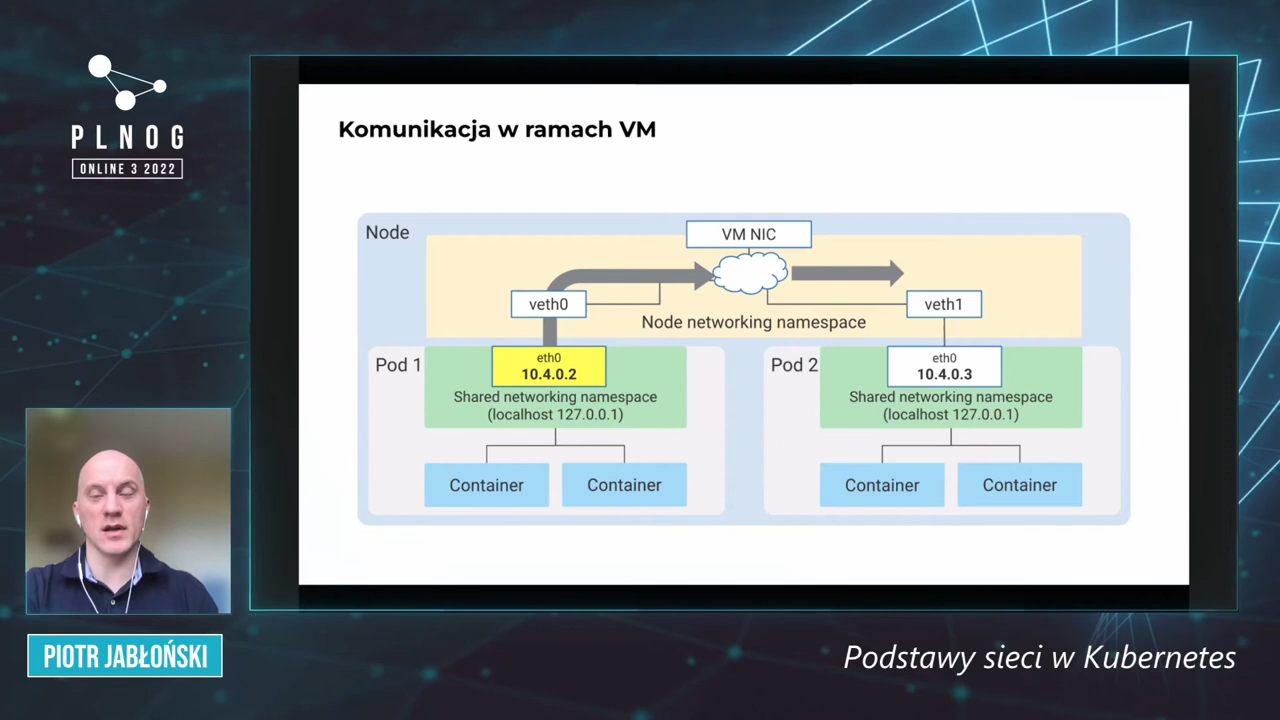 PLNOG
ONLINE 3 2022
Komunikacja w ramach VM
Node
VM NIC
veth0
veth1
Node networking namespace
Pod 1
eth0
10.4.0.2
Shared networking namespace
(localhost 127.0.0.1)
Container
Container
Pod 2
eth0
10.4.0.3
Shared networking namespace
(localhost 127.0.0.1)
Container
Container
PIOTR JABŁOŃSKI
Podstawy sieci w Kubernetes